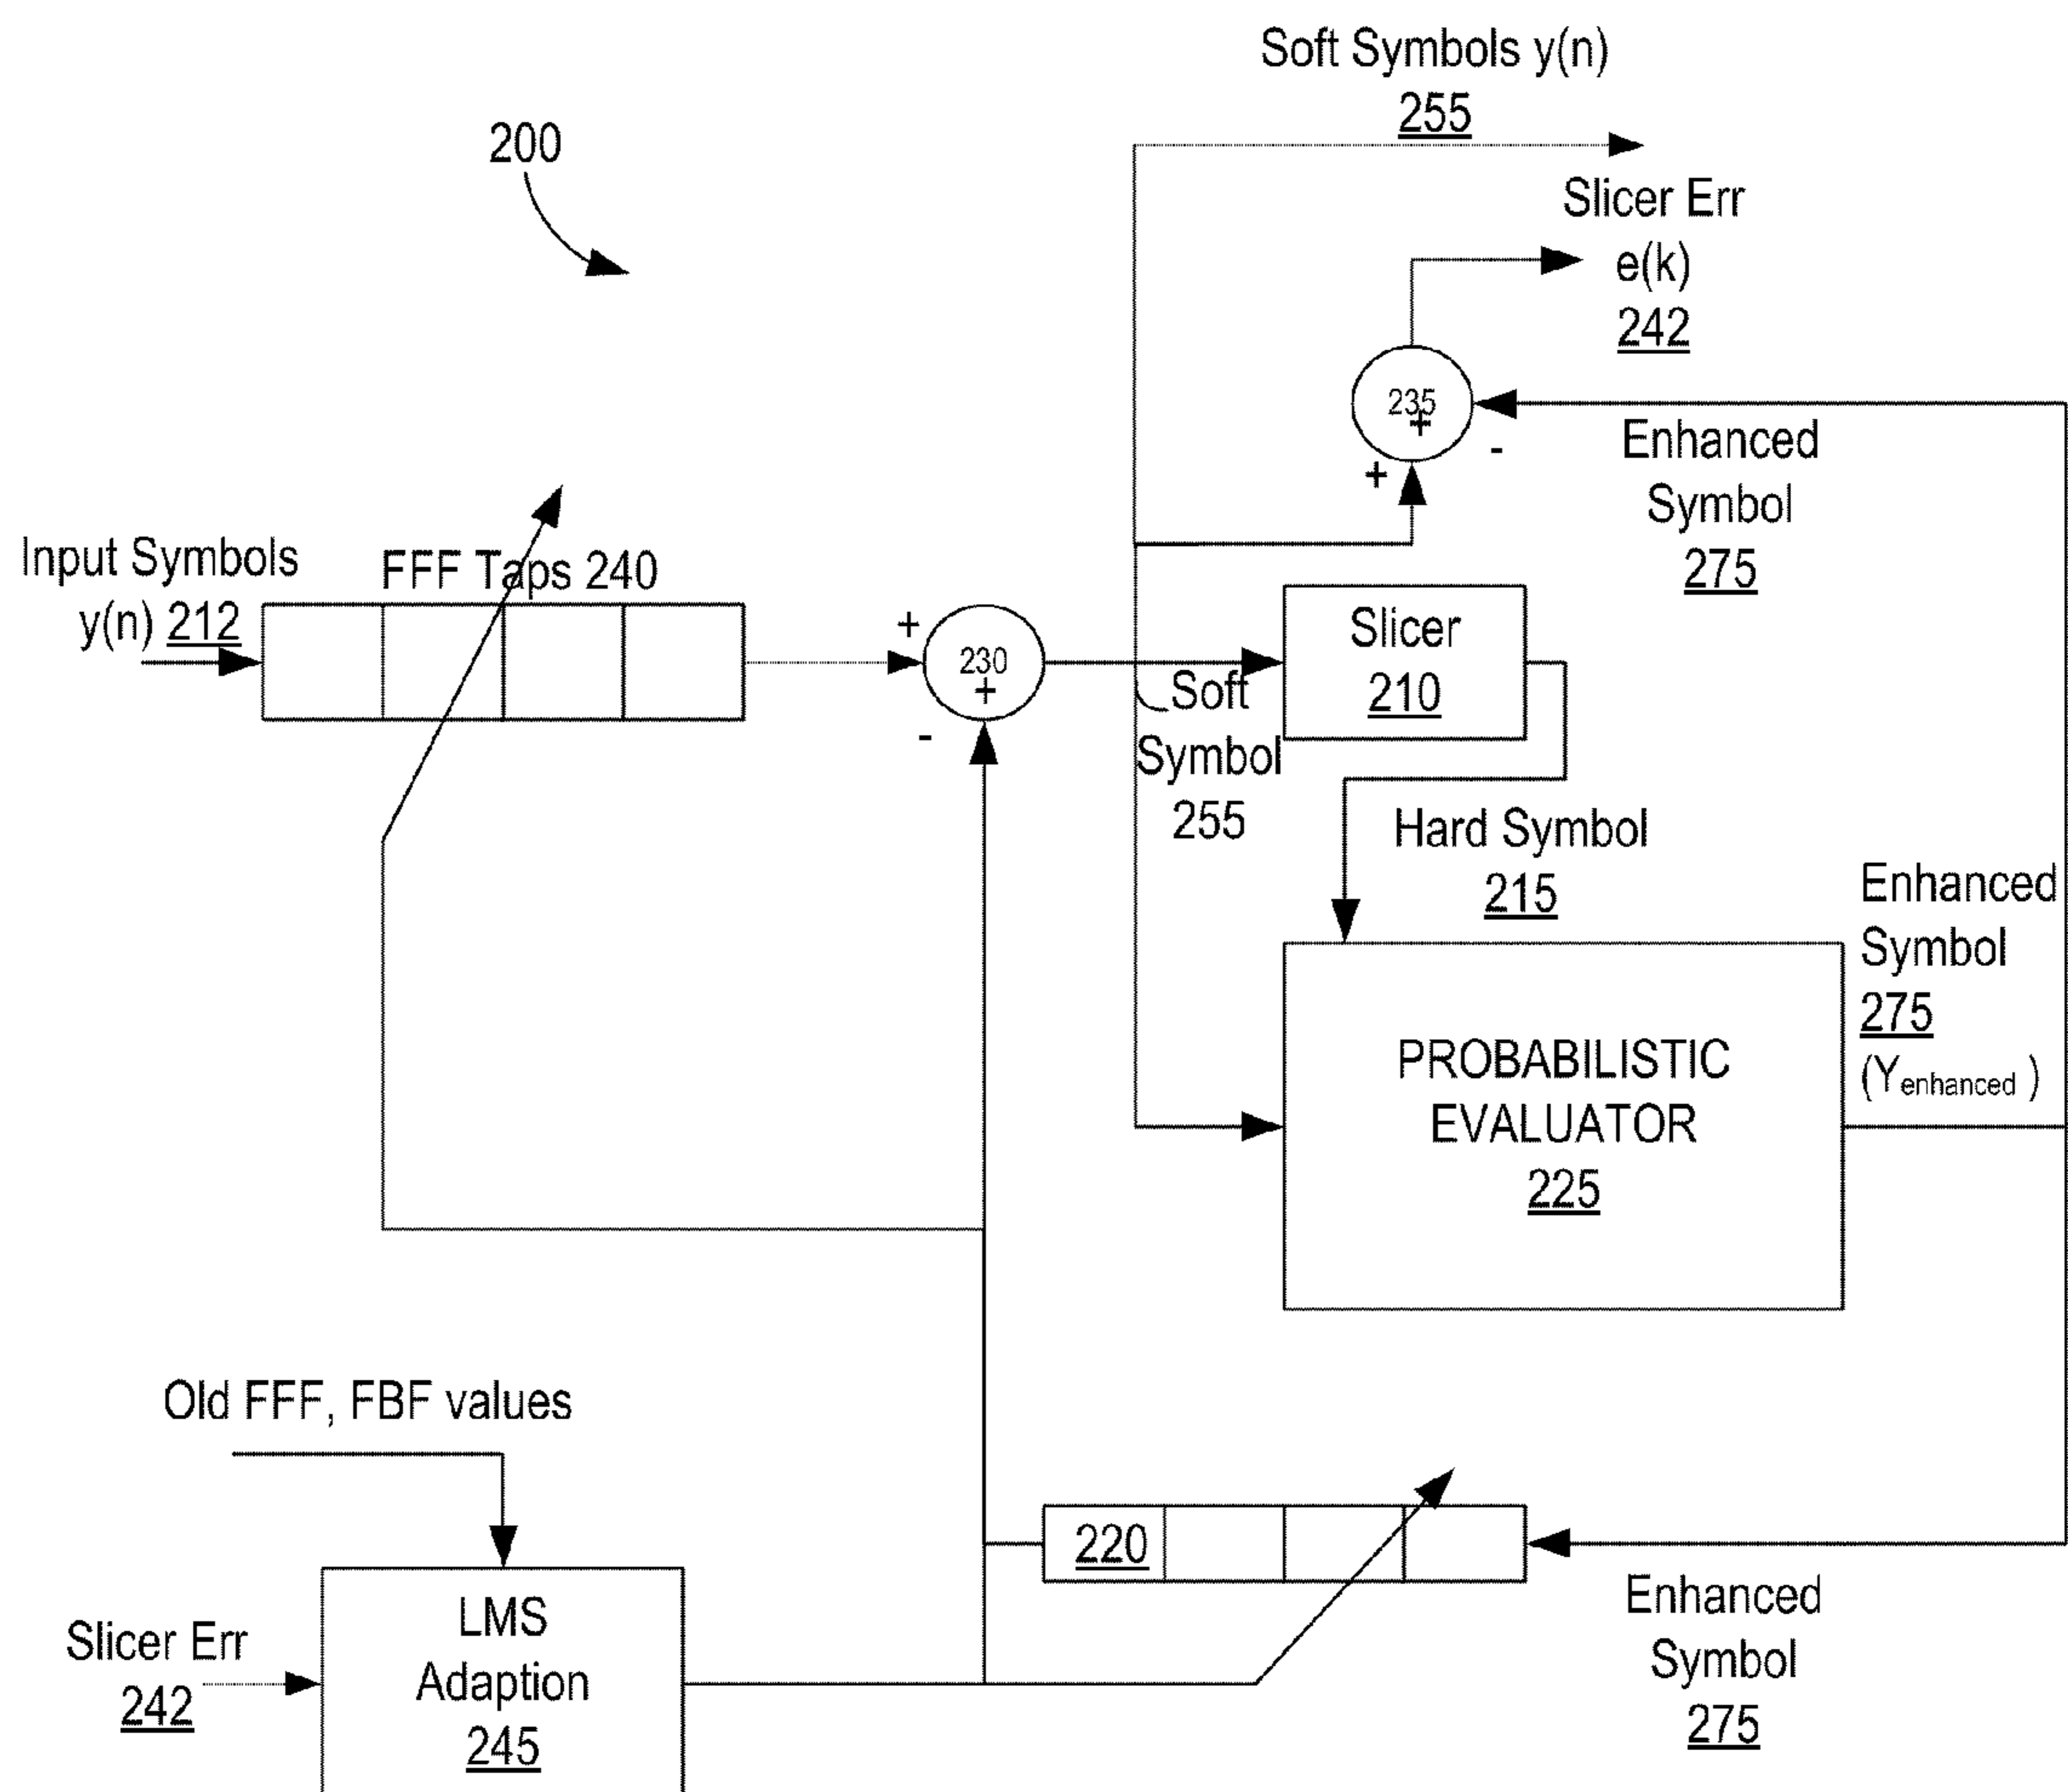 Soft Symbols y(n)
255
200
Slicer Err
e(k)
242
235
+
+
-
Enhanced
Symbol
275
Input Symbols
y(n) 212
FFF Taps 240
+
230
+
-
Soft
Symbol
255
Slicer
210
Hard Symbol
215
Enhanced
Symbol
275
(Yenhanced )
PROBABILISTIC
EVALUATOR
225
Old FFF, FBF values
220
Slicer Err
242
LMS
Adaption
245
Enhanced
Symbol
275